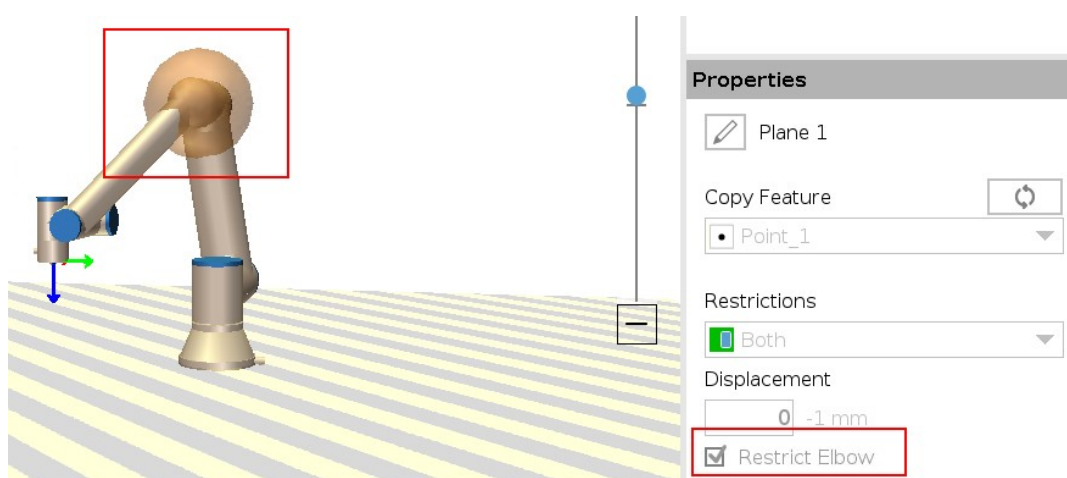 Properties
Plane 1
Copy Feature
Point_1
Restrictions
Both
Displacement
0 -1 mm
Restrict Elbow